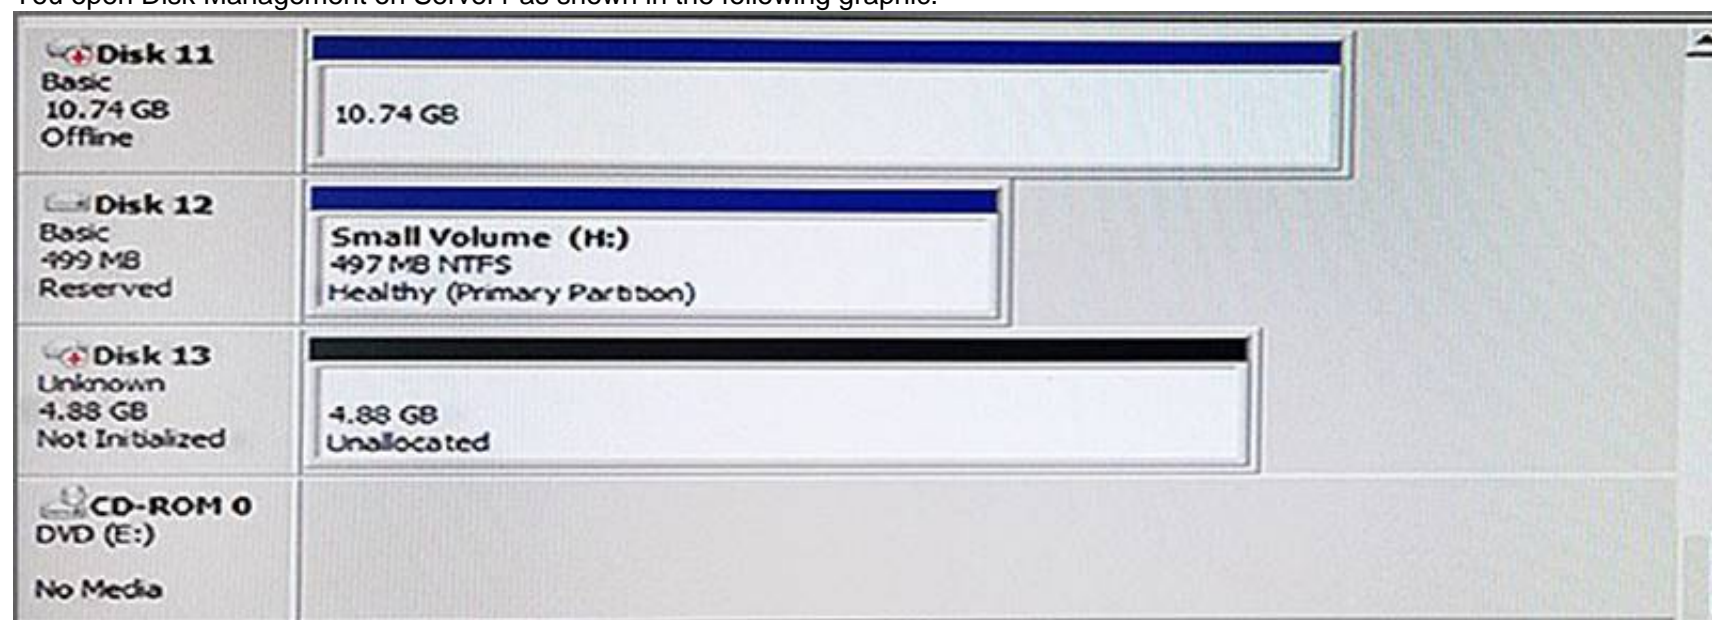 You open Disk Management on Server1 as shown in the following graphic.
Disk 11
Basic
10.74 GB
Offline
10.74 GB
Disk 12
Basic
499 MB
Reserved
Small Volume (H:)
497 MB NTFS
Healthy (Primary Partition)
Disk 13
Unknown
4.88 GB
Not Initialized
4.88 GB
Unallocated
CD-ROM 0
DVD (E:)
No Media